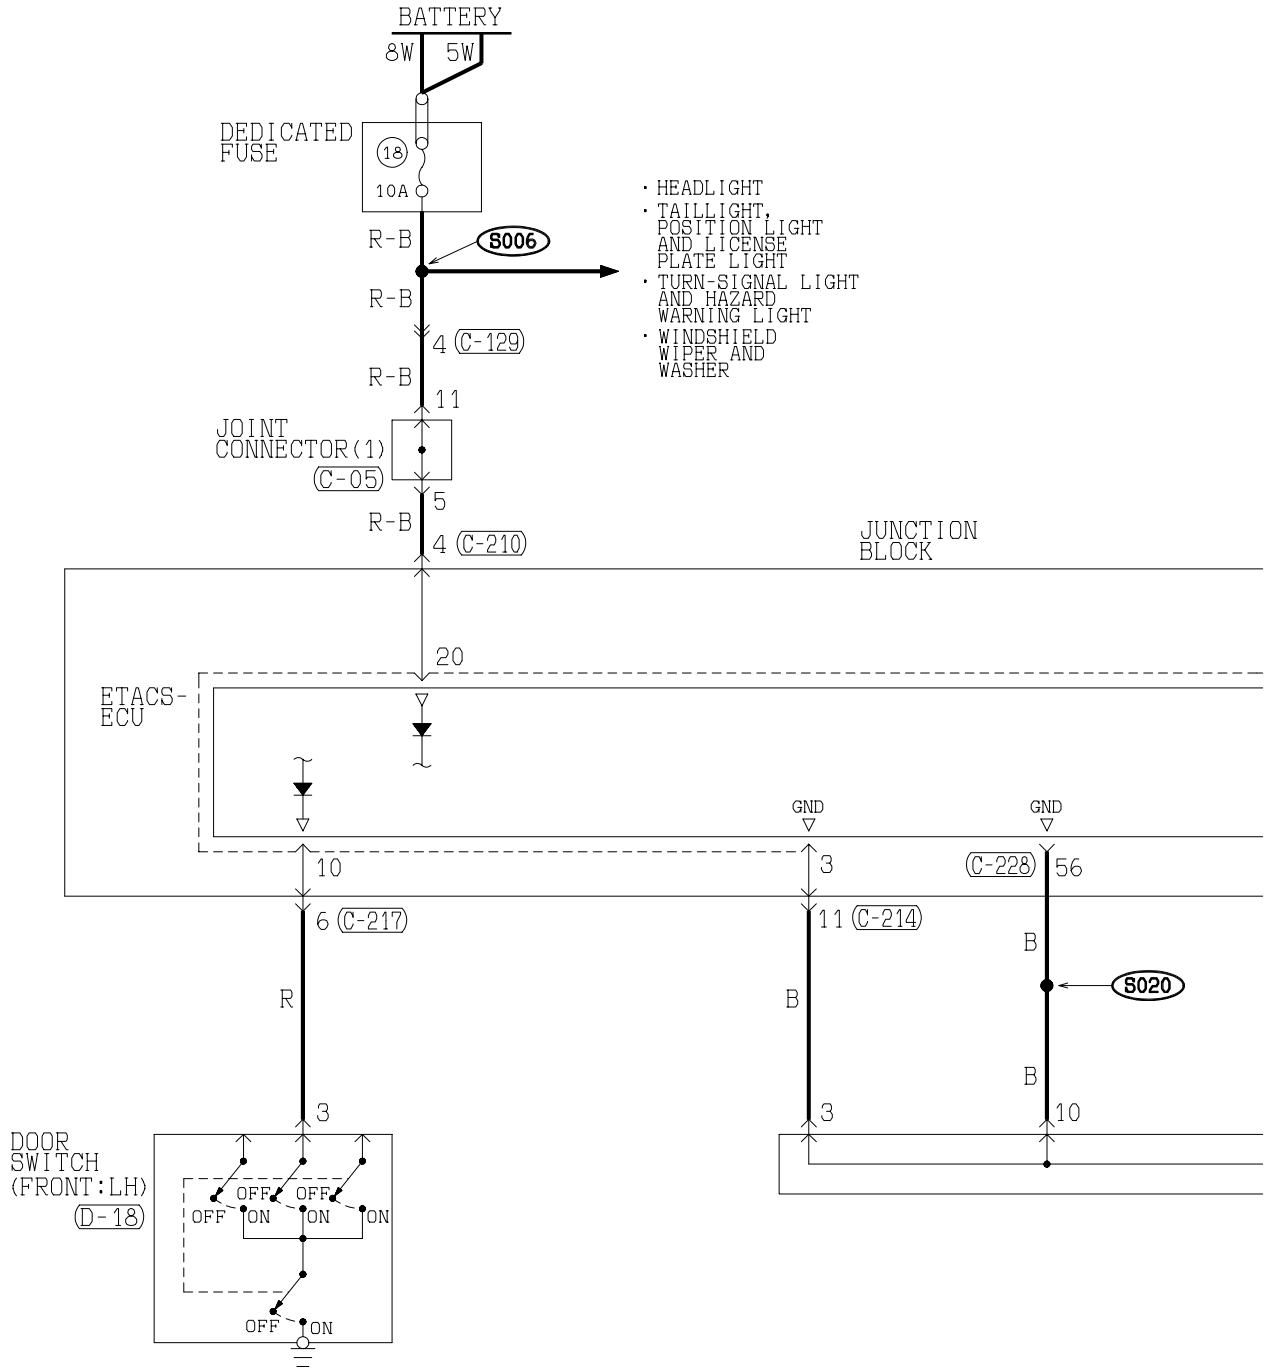 BATTERY
8W
5W
DEDICATED
FUSE
18
10A
R-B
S006
· HEADLIGHT
· TAILLIGHT,
POSITION LIGHT
AND LICENSE
PLATE LIGHT
· TURN-SIGNAL LIGHT
AND HAZARD
WARNING LIGHT
· WINDSHIELD
WIPER AND
WASHER
R-B
4 (C-129)
R-B
11
JOINT
CONNECTOR(1)
(C-05)
5
R-B
4 (C-210)
JUNCTION
BLOCK
20
ETACS-
ECU
GND
GND
10
3
(C-228) 56
6 (C-217)
11 (C-214)
B
R
B
S020
B
3
3
10
DOOR
SWITCH
(FRONT:LH)
(D-18)
OFF
OFF
OFF
ON
ON
ON
OFF
ON